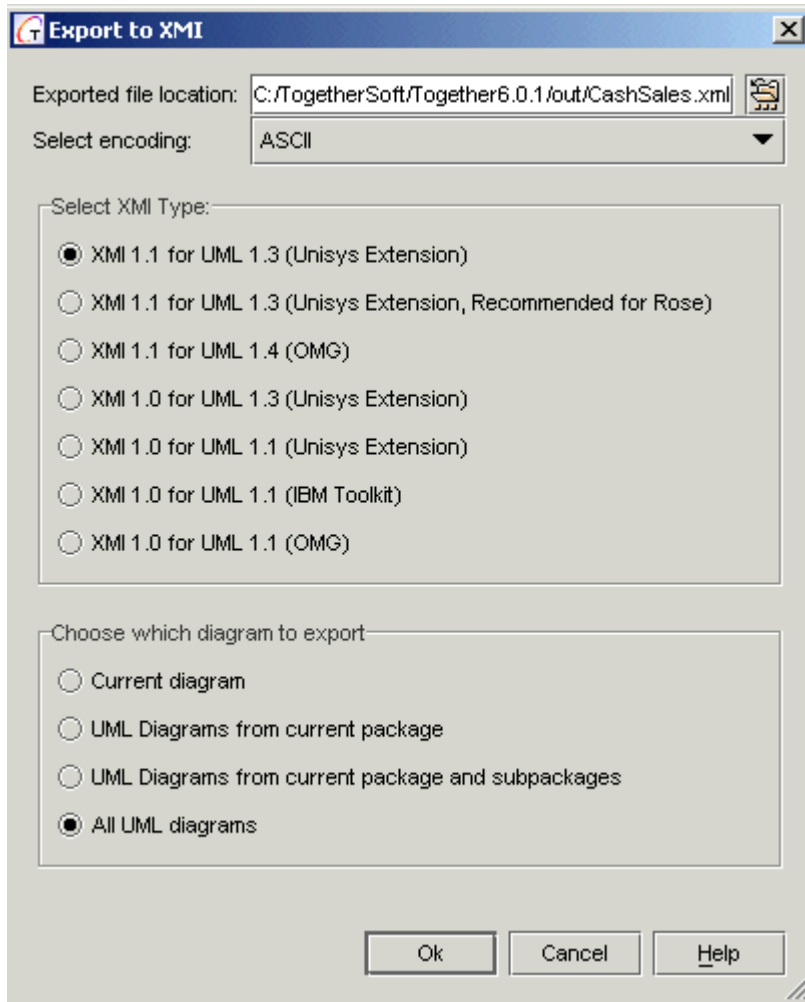 Export to XMI
Exported file location: C:/TogetherSoft/Together6.0.1/out/CashSales.xml
Select encoding: ASCII
Select XMI Type:
XMI 1.1 for UML 1.3 (Unisys Extension)
XMI 1.1 for UML 1.3 (Unisys Extension, Recommended for Rose)
XMI 1.1 for UML 1.4 (OMG)
XMI 1.0 for UML 1.3 (Unisys Extension)
XMI 1.0 for UML 1.1 (Unisys Extension)
XMI 1.0 for UML 1.1 (IBM Toolkit)
XMI 1.0 for UML 1.1 (OMG)
Choose which diagram to export
Current diagram
UML Diagrams from current package
UML Diagrams from current package and subpackages
All UML diagrams
Ok Cancel Help